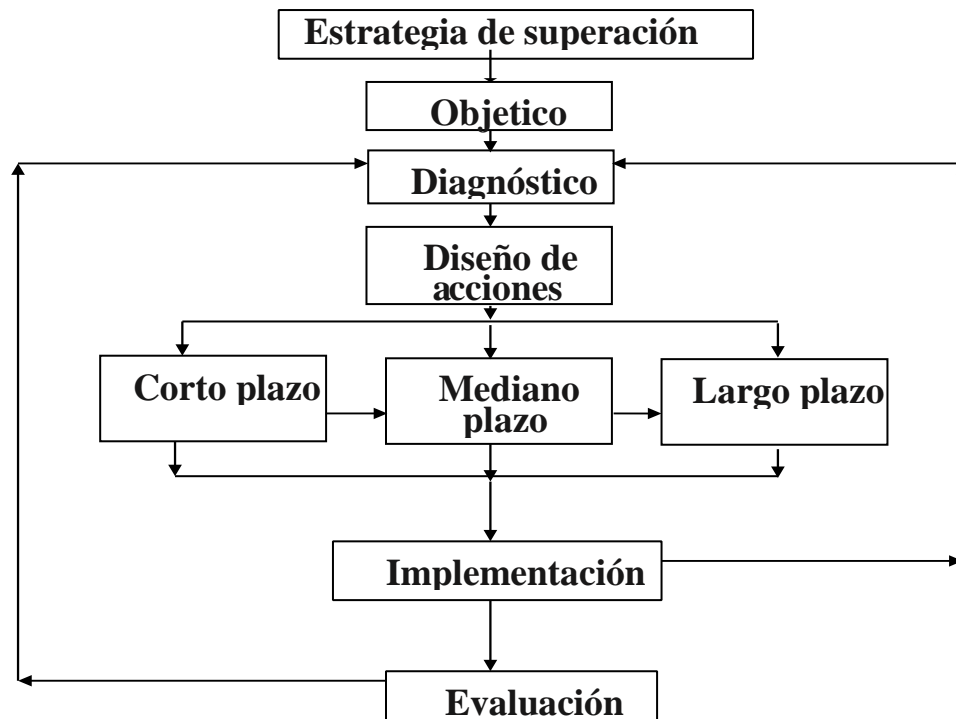 Estrategia de superación
Objetico
Diagnóstico
Diseño de
acciones
Corto plazo
Mediano
plazo
Largo plazo
Implementación
Evaluación